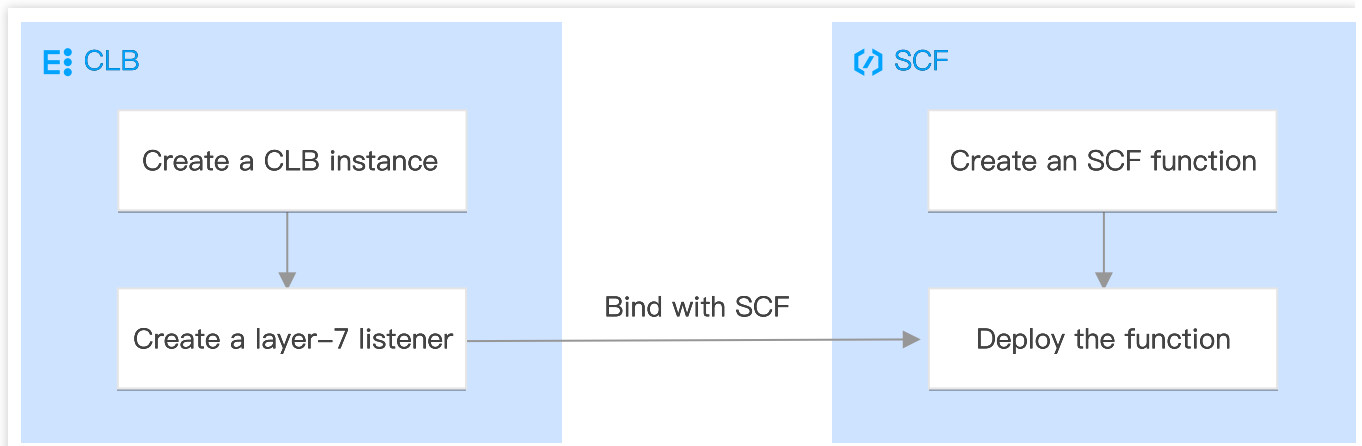 CLB
Create a CLB instance
Create a layer-7 listener
Bind with SCF
SCF
Create an SCF function
Deploy the function